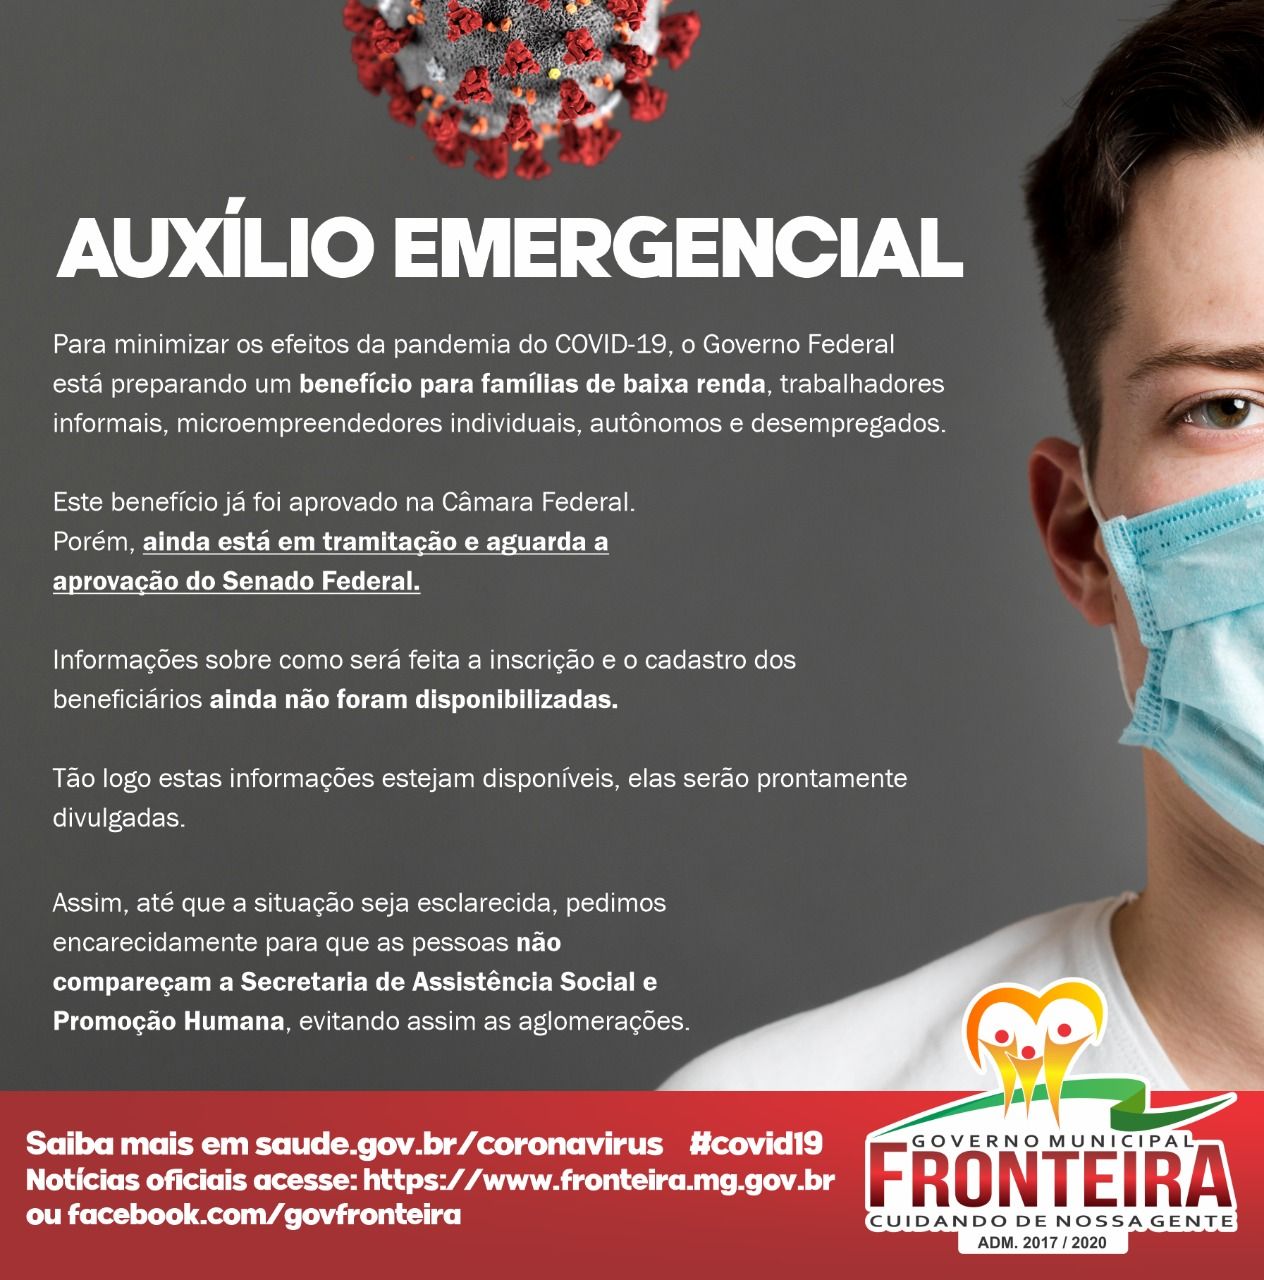 AUXÍLIO EMERGENCIAL
Para minimizar os efeitos da pandemia do COVID-19, o Governo Federal
está preparando um benefício para famílias de baixa renda, trabalhadores
informais, microempreendedores individuais, autônomos e desempregados.
Este benefício já foi aprovado na Câmara Federal.
Porém, ainda está em tramitação e aguarda a
aprovação do Senado Federal.
Informações sobre como será feita a inscrição e o cadastro dos
beneficiários ainda não foram disponibilizadas.
Tão logo estas informações estejam disponíveis, elas serão prontamente
divulgadas.
Assim, até que a situação seja esclarecida, pedimos
encarecidamente para que as pessoas não
compareçam a Secretaria de Assistência Social e
Promoção Humana, evitando assim as aglomerações.
Saiba mais em saude.gov.br/coronavirus #covid19
Notícias oficiais acesse: https://www.fronteira.mg.gov.br
ou facebook.com/govfronteira
GOVERNO MUNICIPAL
FRONTEIRA
CUIDANDO DE NOSSA GENTE
ADM. 2017 / 2020